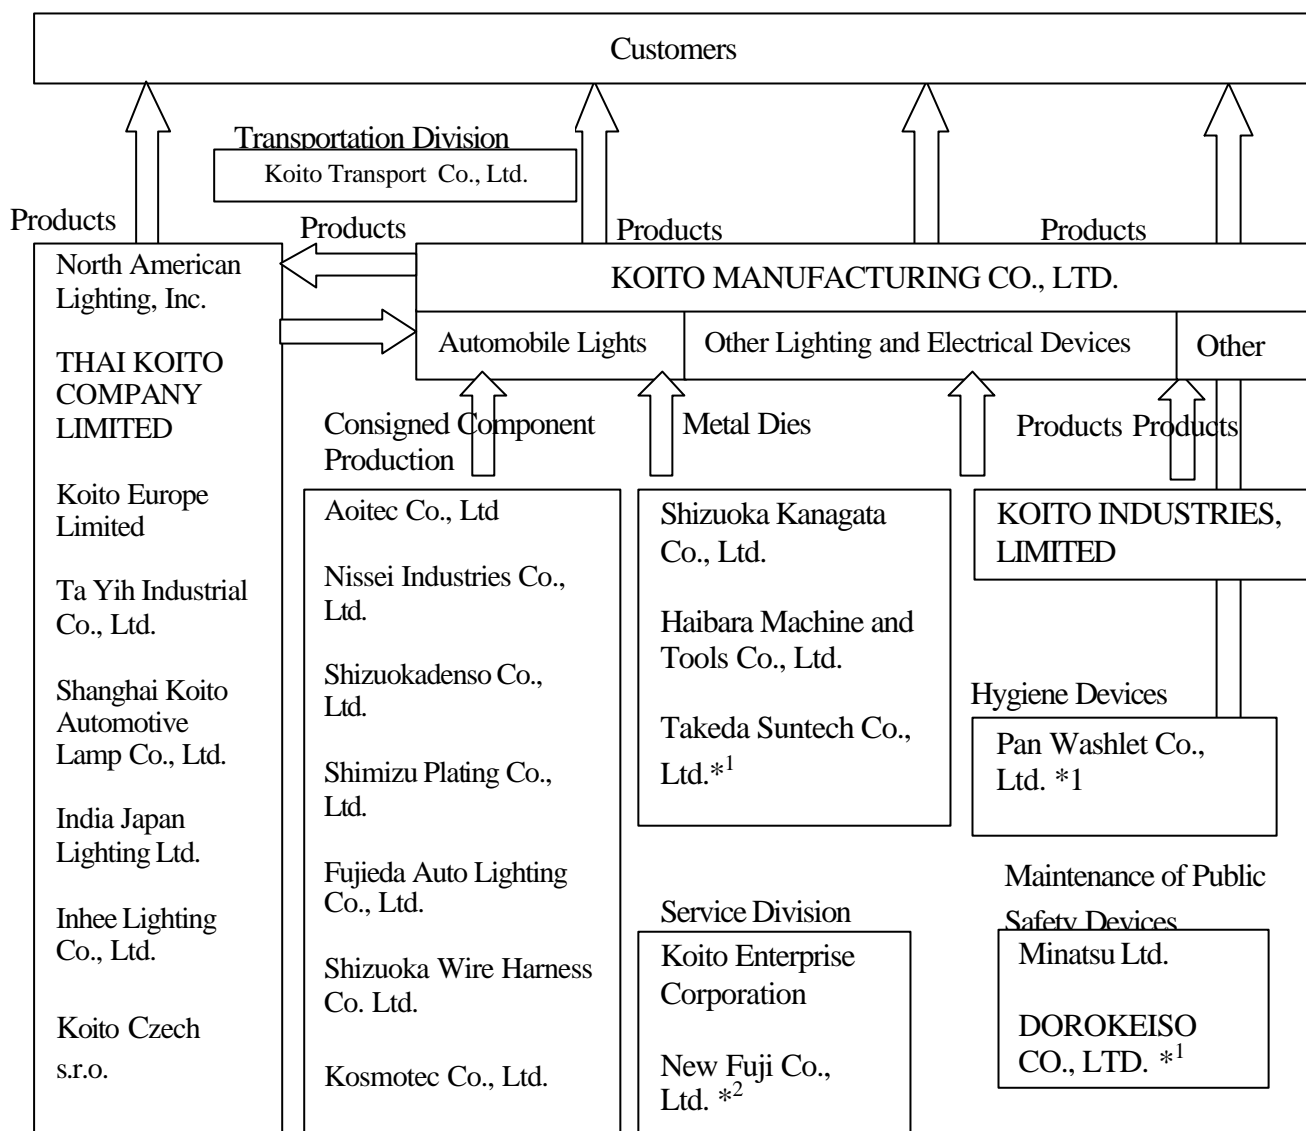 Customers
Transportation Division
Koito Transport Co., Ltd.
Products
Products
Products
Products
North American
Lighting, Inc.
THAI KOITO
COMPANY
LIMITED
Koito Europe
Limited
Ta Yih Industrial
Co., Ltd.
Shanghai Koito
Automotive
Lamp Co., Ltd.
India Japan
Lighting Ltd.
Inhee Lighting
Co., Ltd.
Koito Czech
s.r.o.
KOITO MANUFACTURING CO., LTD.
Automobile Lights
Other Lighting and Electrical Devices
Other
Consigned Component
Production
Metal Dies
Products
Products
Aoitec Co., Ltd
Nissei Industries Co.,
Ltd.
Shizuokadenso Co.,
Ltd.
Shimizu Plating Co.,
Ltd.
Fujieda Auto Lighting
Co., Ltd.
Shizuoka Wire Harness
Co. Ltd.
Kosmotec Co., Ltd.
Shizuoka Kanagata
Co., Ltd.
Haibara Machine and
Tools Co., Ltd.
Takeda Suntech Co.,
Ltd.*1
Service Division
Koito Enterprise
Corporation
New Fuji Co.,
Ltd. *2
KOITO INDUSTRIES,
LIMITED
Hygiene Devices
Pan Washlet Co.,
Ltd. *1
Maintenance of Public
Safety Devices
Minatsu Ltd.
DOROKEISO
CO., LTD. *1